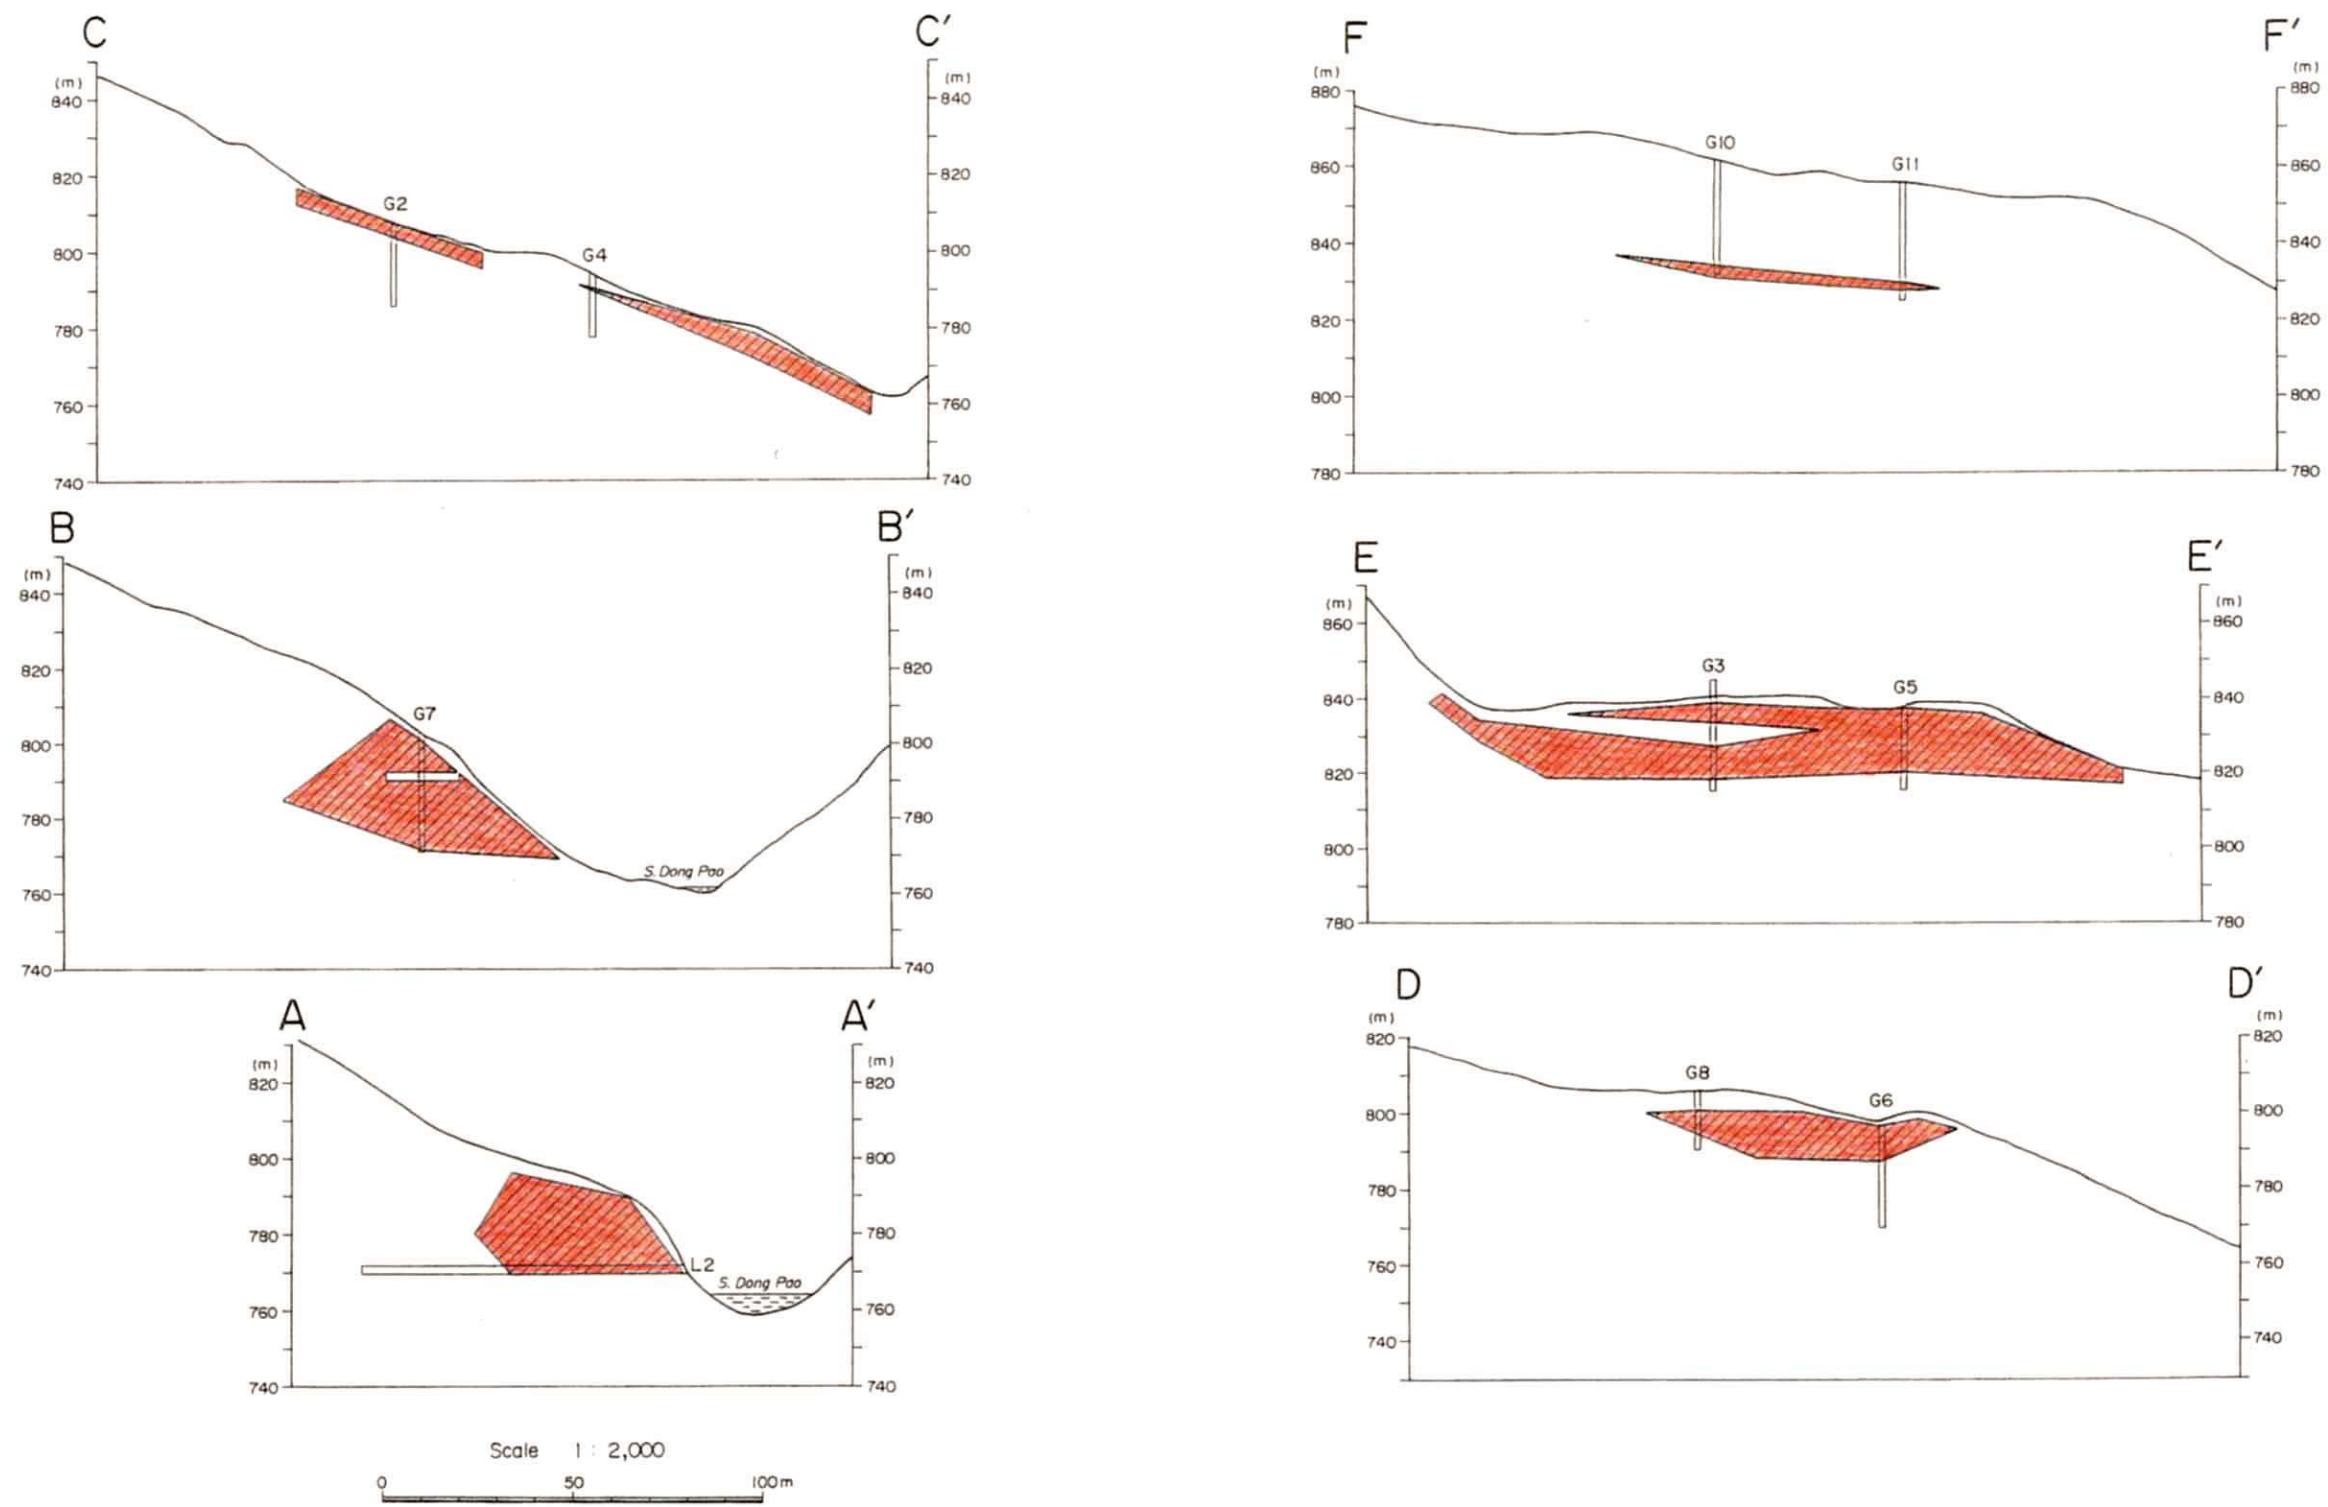 C C′
(m) (m)
840 840
820 820
G2
800 800
G4
780 780
760 760
740 740
B B′
(m) (m)
840 840
820 820
G7
800 800
780 780
S. Dong Pao
760 760
740 740
A A′
(m) (m)
820 820
800 800
780 780
L2
S. Dong Pao
760 760
740 740
Scale 1 : 2,000
0 50 100m
F F′
(m) (m)
880 880
G10
860 G11 860
840 840
820 820
800 800
780 780
E E′
(m) (m)
860 860
G3
G5
840 840
820 820
800 800
780 780
D D′
(m) (m)
820 820
G8
G6
800 800
780 780
760 760
740 740